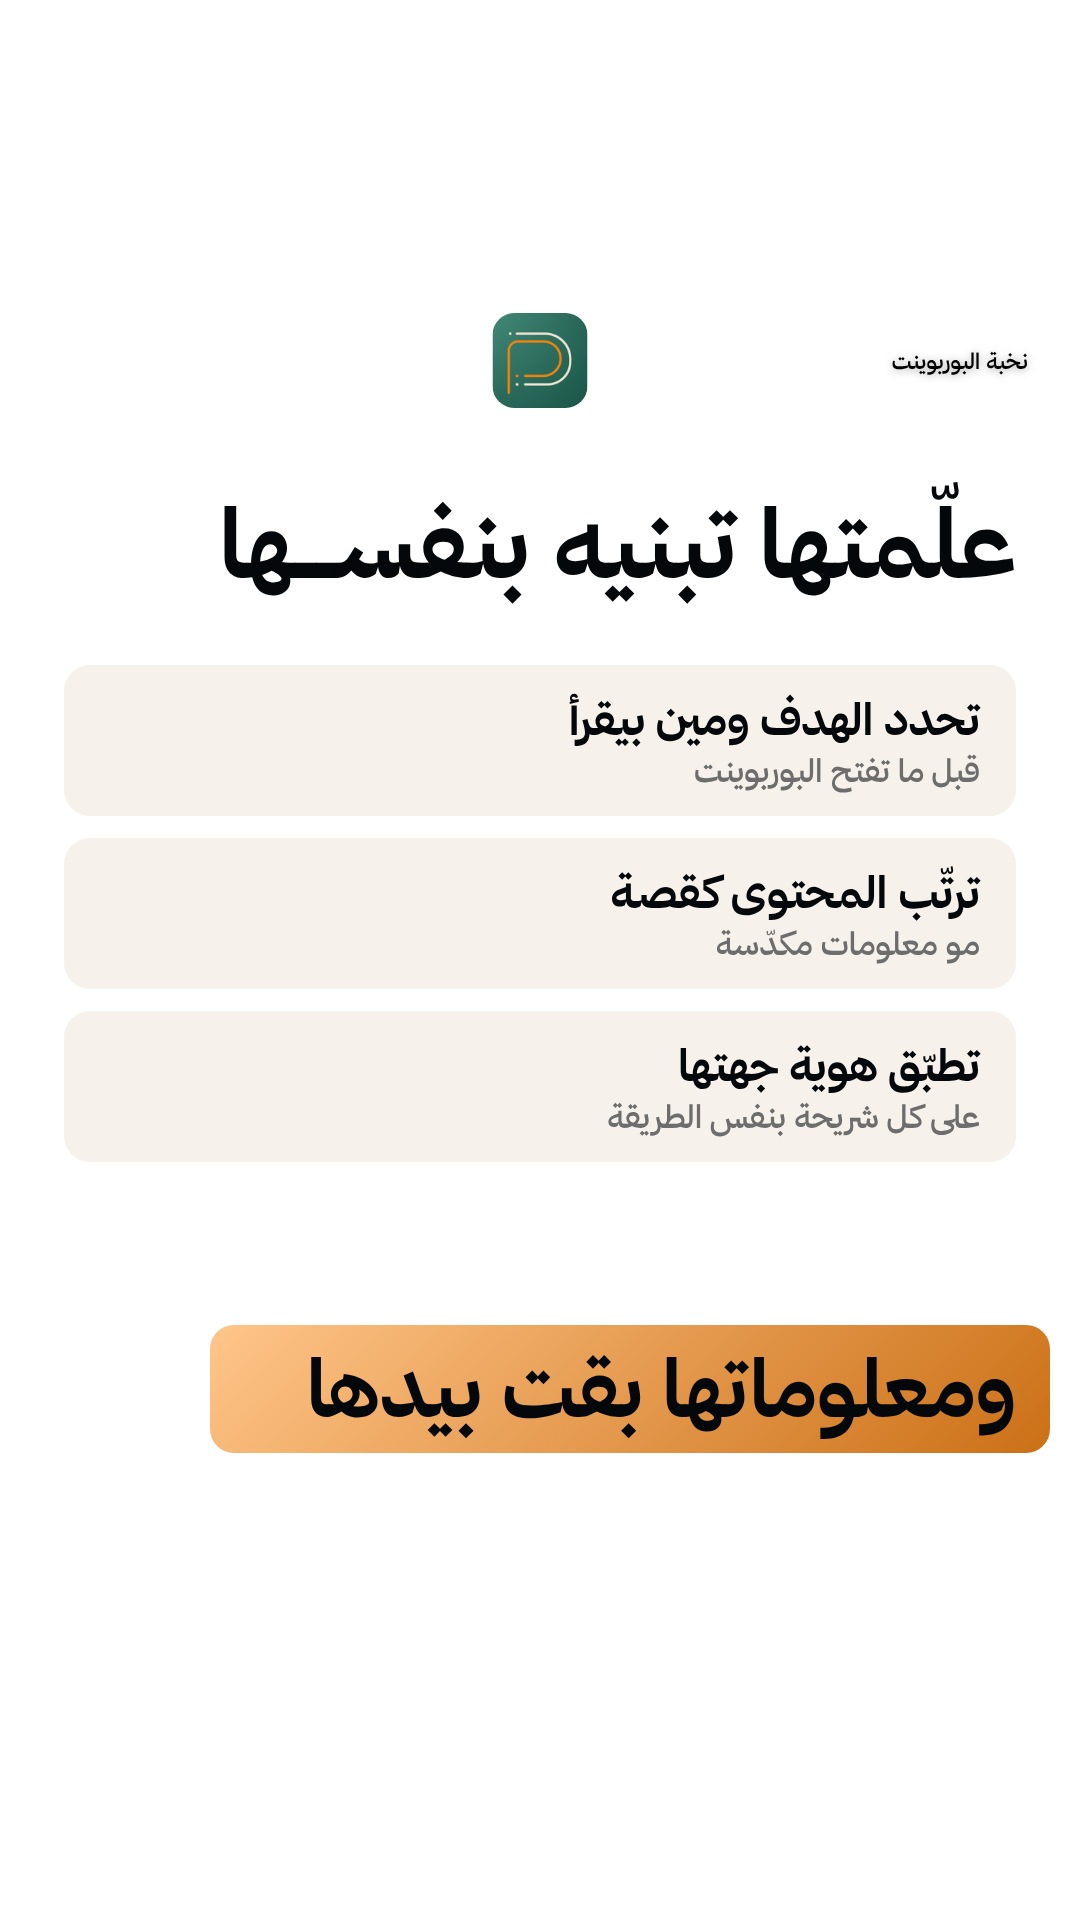 نخبة البوربوينت
علّمتها تبنيه بنفســها
تحدد الهدف ومين بيقرأ
قبل ما تفتح البوربوينت
ترتّب المحتوى كقصة
مو معلومات مكدّسة
تطبّق هوية جهتها
على كل شريحة بنفس الطريقة
ومعلوماتها بقت بيدها